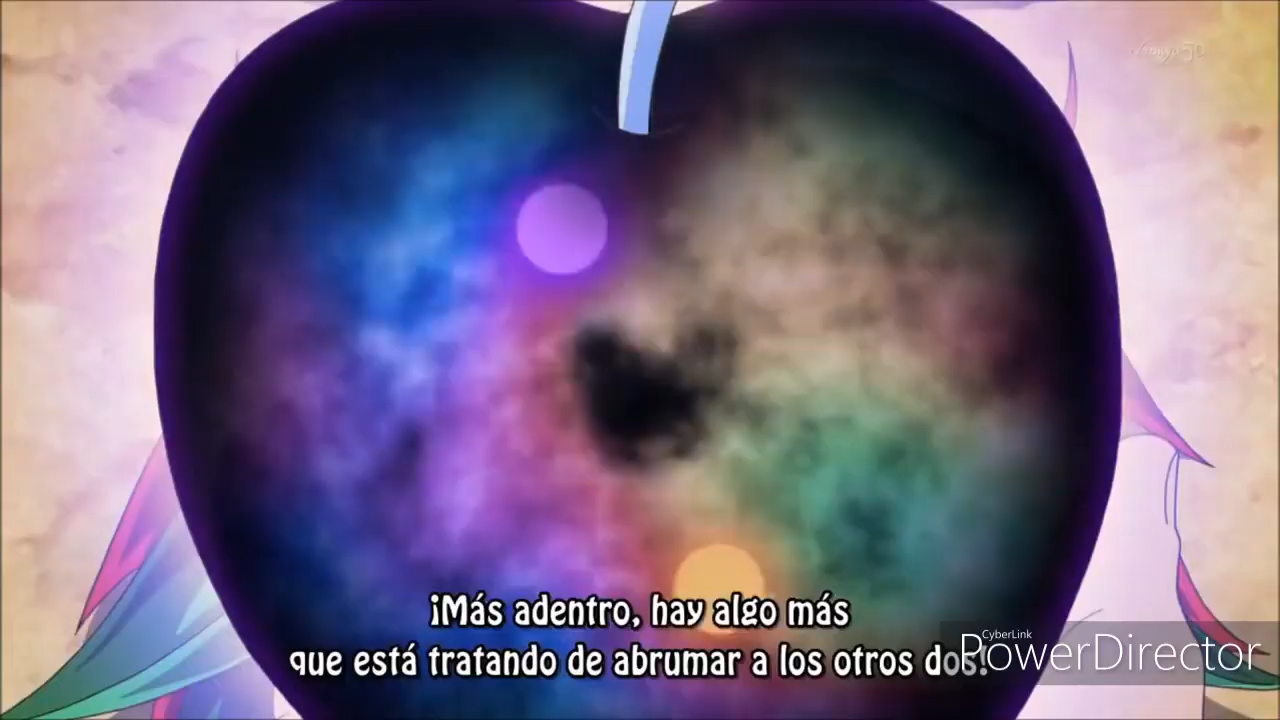 ¡Más adentro, hay algo más
que está tratando de abrumar a los otros dos!
CyberLink
PowerDirector